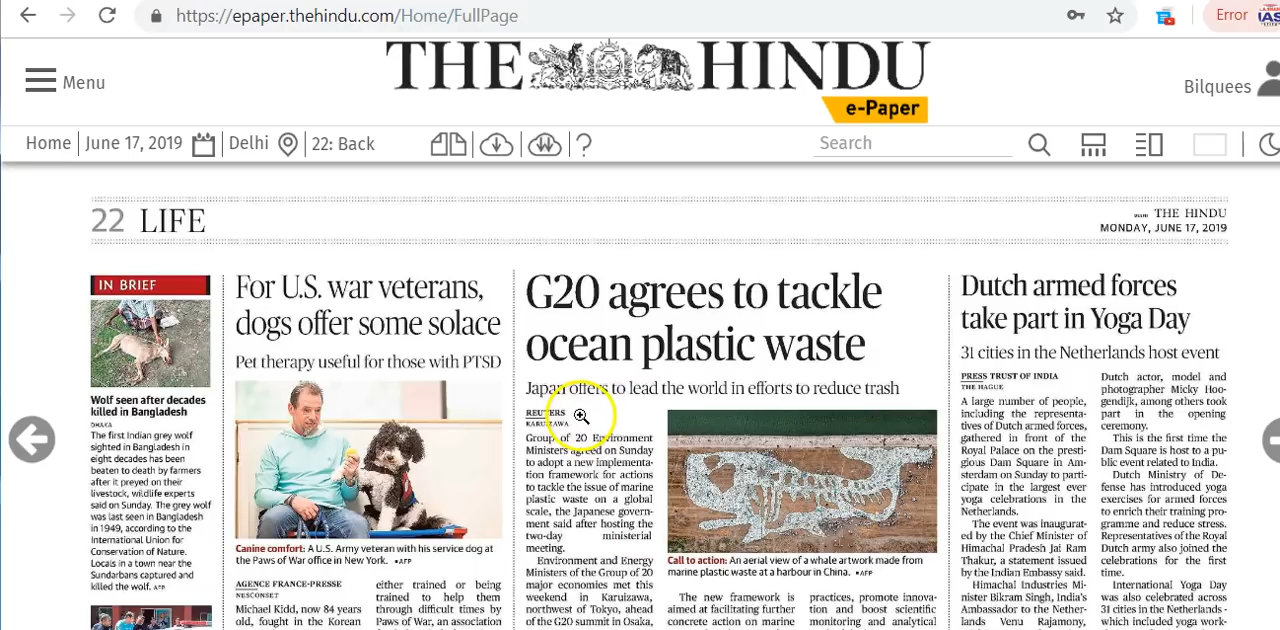 https://epaper.thehindu.com/Home/FullPage
Error
IAS
THE HINDU
e-Paper
Menu
Bilquees
Home
June 17, 2019
Delhi
22: Back
?
Search
22 LIFE
THE HINDU
MONDAY, JUNE 17, 2019
IN BRIEF
Wolf seen after decades
killed in Bangladesh
DHAKA
The first Indian grey wolf
sighted in Bangladesh in
eight decades has been
beaten to death by farmers
after it preyed on their
livestock, wildlife experts
said on Sunday. The grey wolf
was last seen in Bangladesh
in 1949, according to the
International Union for
Conservation of Nature.
Locals in a town near the
Sundarbans captured and
killed the wolf. AFP
For U.S. war veterans,
dogs offer some solace
Pet therapy useful for those with PTSD
Canine comfort: A U.S. Army veteran with his service dog at
the Paws of War office in New York. •AFP
AGENCE FRANCE-PRESSE
NESCONSET
Michael Kidd, now 84 years
old, fought in the Korean
either trained or being
trained to help them
through difficult times by
Paws of War, an association
G20 agrees to tackle
ocean plastic waste
Japan offers to lead the world in efforts to reduce trash
REUTERS
KARUIZAWA
Group of 20 Environment
Ministers agreed on Sunday
to adopt a new implementa-
tion framework for actions
to tackle the issue of marine
plastic waste on a global
scale, the Japanese govern-
ment said after hosting the
two-day ministerial
meeting.
Environment and Energy
Ministers of the Group of 20
major economies met this
weekend in Karuizawa,
northwest of Tokyo, ahead
of the G20 summit in Osaka,
Call to action: An aerial view of a whale artwork made from
marine plastic waste at a harbour in China. •AFP
The new framework is
aimed at facilitating further
concrete action on marine
practices, promote innova-
tion and boost scientific
monitoring and analytical
Dutch armed forces
take part in Yoga Day
31 cities in the Netherlands host event
PRESS TRUST OF INDIA
THE HAGUE
A large number of people,
including the representa-
tives of Dutch armed forces,
gathered in front of the
Royal Palace on the presti-
gious Dam Square in Am-
sterdam on Sunday to parti-
cipate in the largest ever
yoga celebrations in the
Netherlands.
The event was inaugurat-
ed by the Chief Minister of
Himachal Pradesh Jai Ram
Thakur, a statement issued
by the Indian Embassy said.
Himachal Industries Mi-
nister Bikram Singh, India's
Ambassador to the Nether-
lands Venu Rajamony,
Dutch actor, model and
photographer Micky Hoo-
gendijk, among others took
part in the opening
ceremony.
This is the first time the
Dam Square is host to a pu-
blic event related to India.
Dutch Ministry of De-
fense has introduced yoga
exercises for armed forces
to enrich their training pro-
gramme and reduce stress.
Representatives of the Royal
Dutch army also joined the
celebrations for the first
time.
International Yoga Day
was also celebrated across
31 cities in the Netherlands -
which included yoga work-